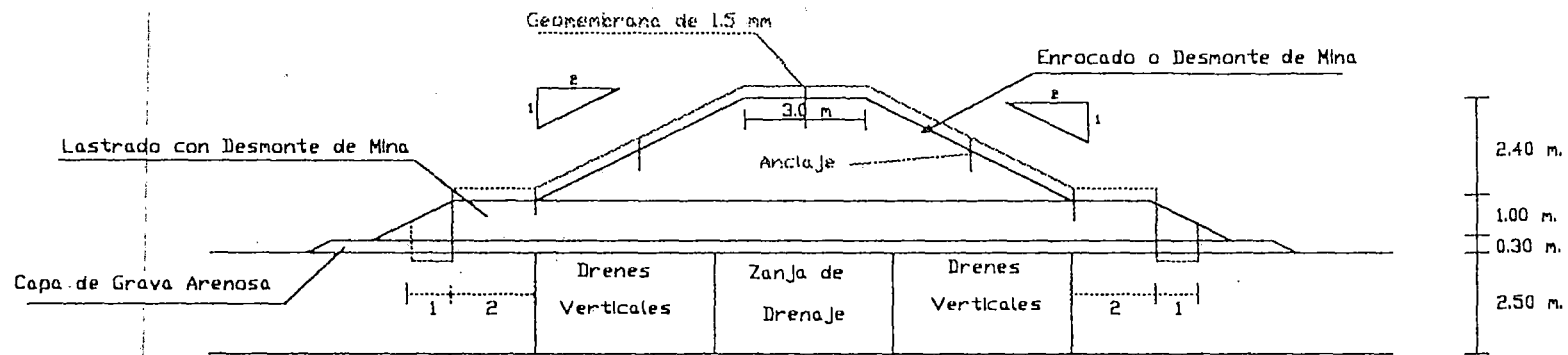 Geomembrana de 1.5 mm
Enrocado o Desmonte de Mina
2
1
3.0 m
2
1
Lastrado con Desmonte de Mina
Anclaje
2.40 m.
1.00 m.
0.30 m.
Capa de Grava Arenosa
Drenes
Verticales
Zanja de
Drenaje
Drenes
Verticales
1
2
2
1
2.50 m.